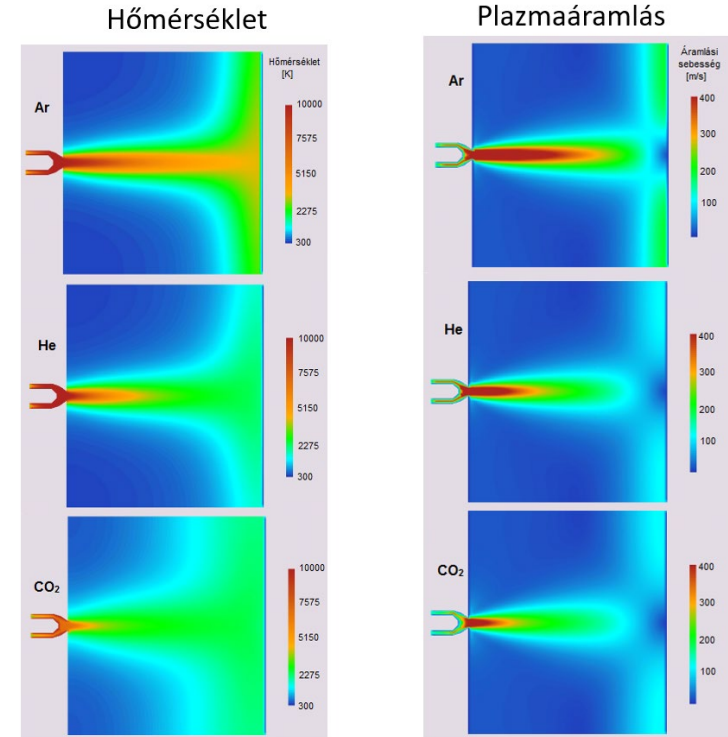 Hőmérséklet
Hőmérséklet
[K]
Ar
10000
7575
5150
2275
300
He
10000
7575
5150
2275
300
CO₂
10000
7575
5150
2275
300
Plazmaáramlás
Áramlási
sebesség
[m/s]
Ar
400
300
200
100
He
400
300
200
100
CO₂
400
300
200
100